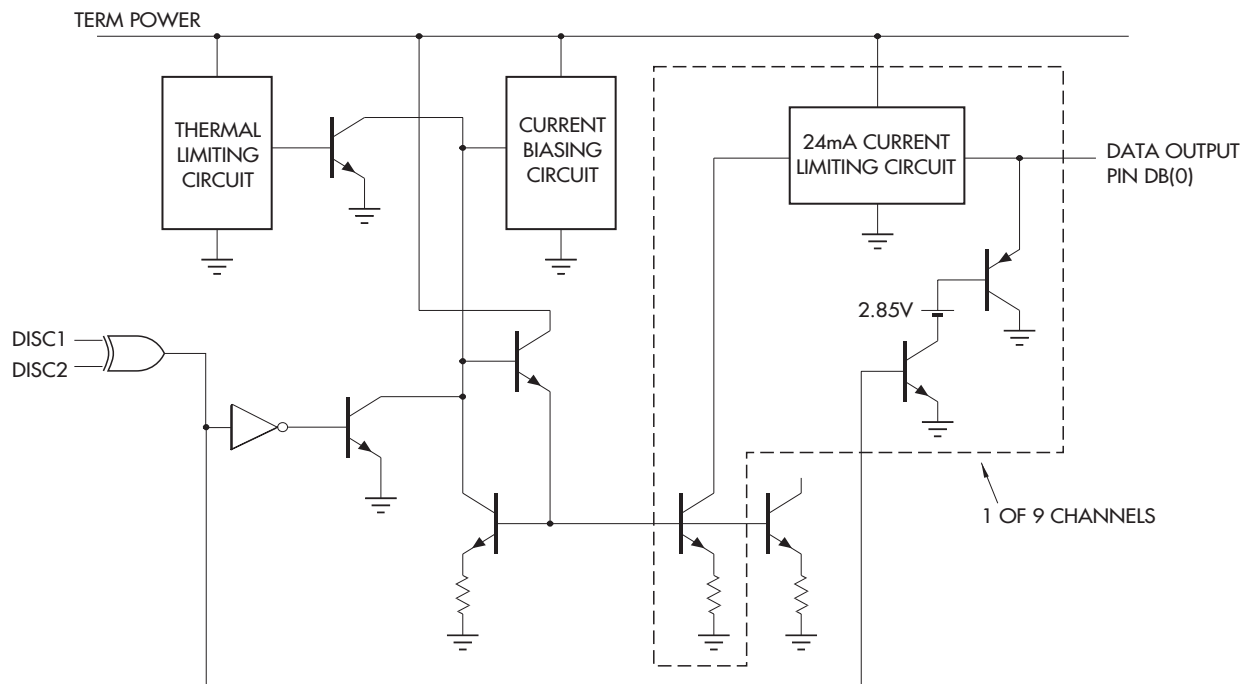 TERM POWER
THERMAL
LIMITING
CIRCUIT
CURRENT
BIASING
CIRCUIT
24mA CURRENT
LIMITING CIRCUIT
DATA OUTPUT
PIN DB(0)
2.85V
DISC1
DISC2
1 OF 9 CHANNELS